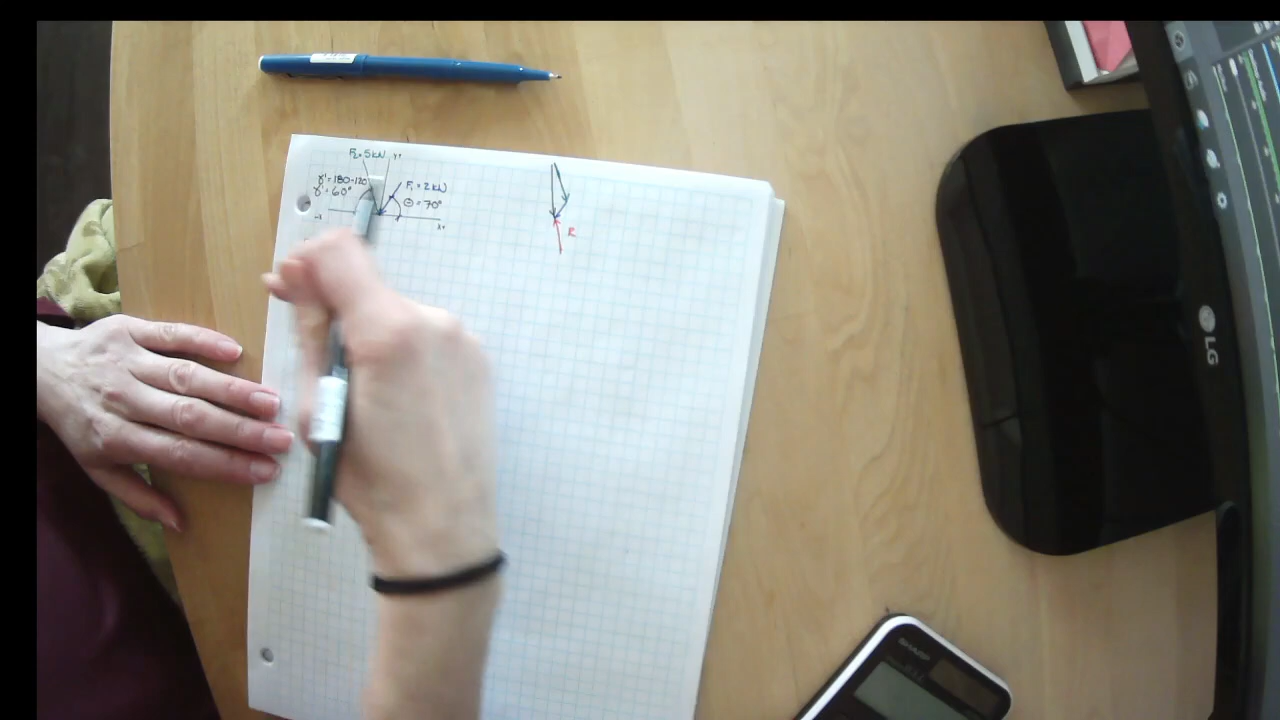 F₂=5kN Y+
γ'=180-120
γ'=60°
F₁=2kN
Θ=70°
-x
x+
R
LG
SHARP